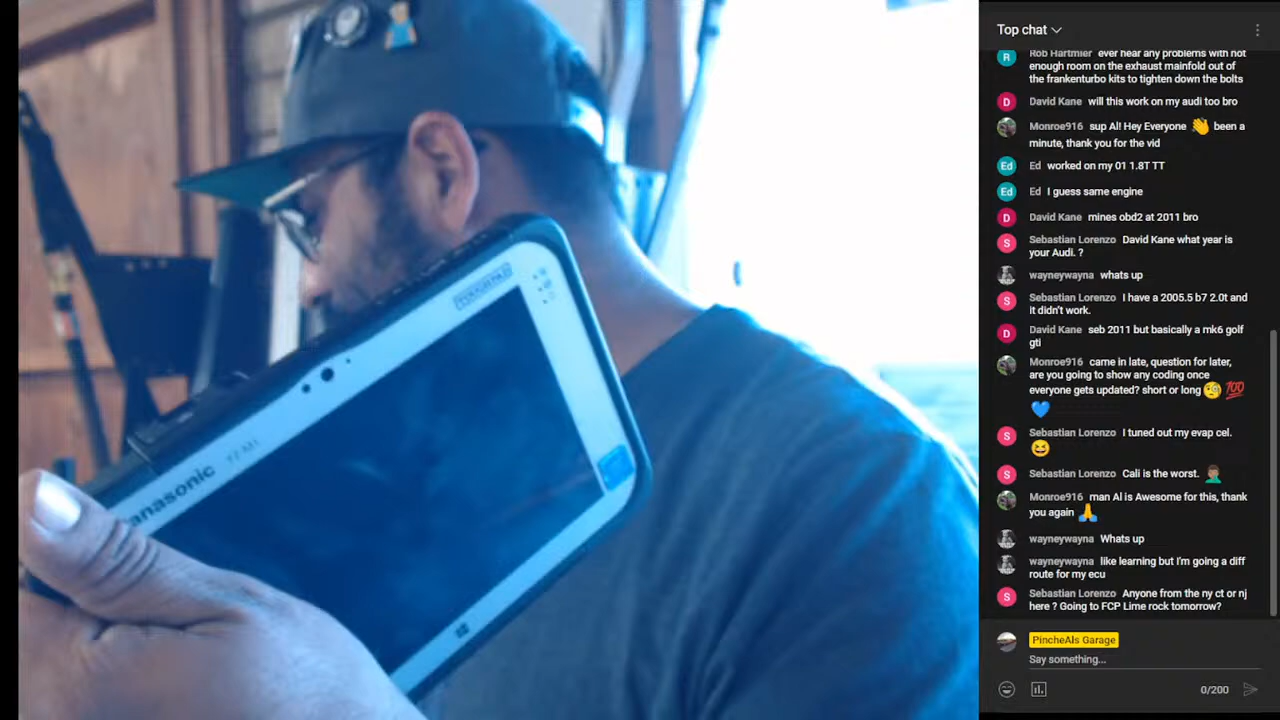 TOUGHPAD
Panasonic
Top chat
Rob Hartmier ever hear any problems with not
enough room on the exhaust mainfold out of
the frankenturbo kits to tighten down the bolts
D David Kane will this work on my audi too bro
Monroe916 sup Al! Hey Everyone 👋 been a
minute, thank you for the vid
Ed Ed worked on my 01 1.8T TT
Ed Ed I guess same engine
D David Kane mines obd2 at 2011 bro
S Sebastian Lorenzo David Kane what year is
your Audi. ?
wayneywayna whats up
S Sebastian Lorenzo I have a 2005.5 b7 2.0t and
it didn't work.
D David Kane seb 2011 but basically a mk6 golf
gti
Monroe916 came in late, question for later,
are you going to show any coding once
everyone gets updated? short or long 🧐 💯
💙
S Sebastian Lorenzo I tuned out my evap cel.
😆
S Sebastian Lorenzo Cali is the worst. 🤦🏽‍♂️
Monroe916 man Al is Awesome for this, thank
you again 🙏
wayneywayna Whats up
wayneywayna like learning but I'm going a diff
route for my ecu
S Sebastian Lorenzo Anyone from the ny ct or nj
here ? Going to FCP Lime rock tomorrow?
PincheAls Garage
Say something...
0/200